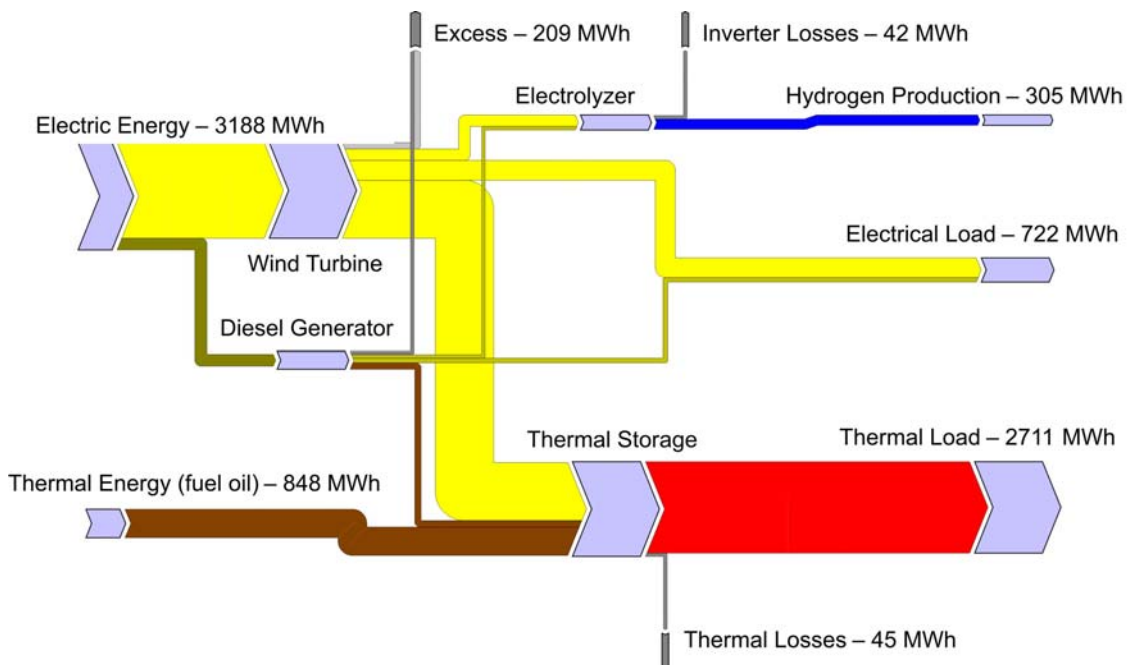 Excess – 209 MWh
Inverter Losses – 42 MWh
Electrolyzer
Hydrogen Production – 305 MWh
Electric Energy – 3188 MWh
Electrical Load – 722 MWh
Wind Turbine
Diesel Generator
Thermal Storage
Thermal Load – 2711 MWh
Thermal Energy (fuel oil) – 848 MWh
Thermal Losses – 45 MWh